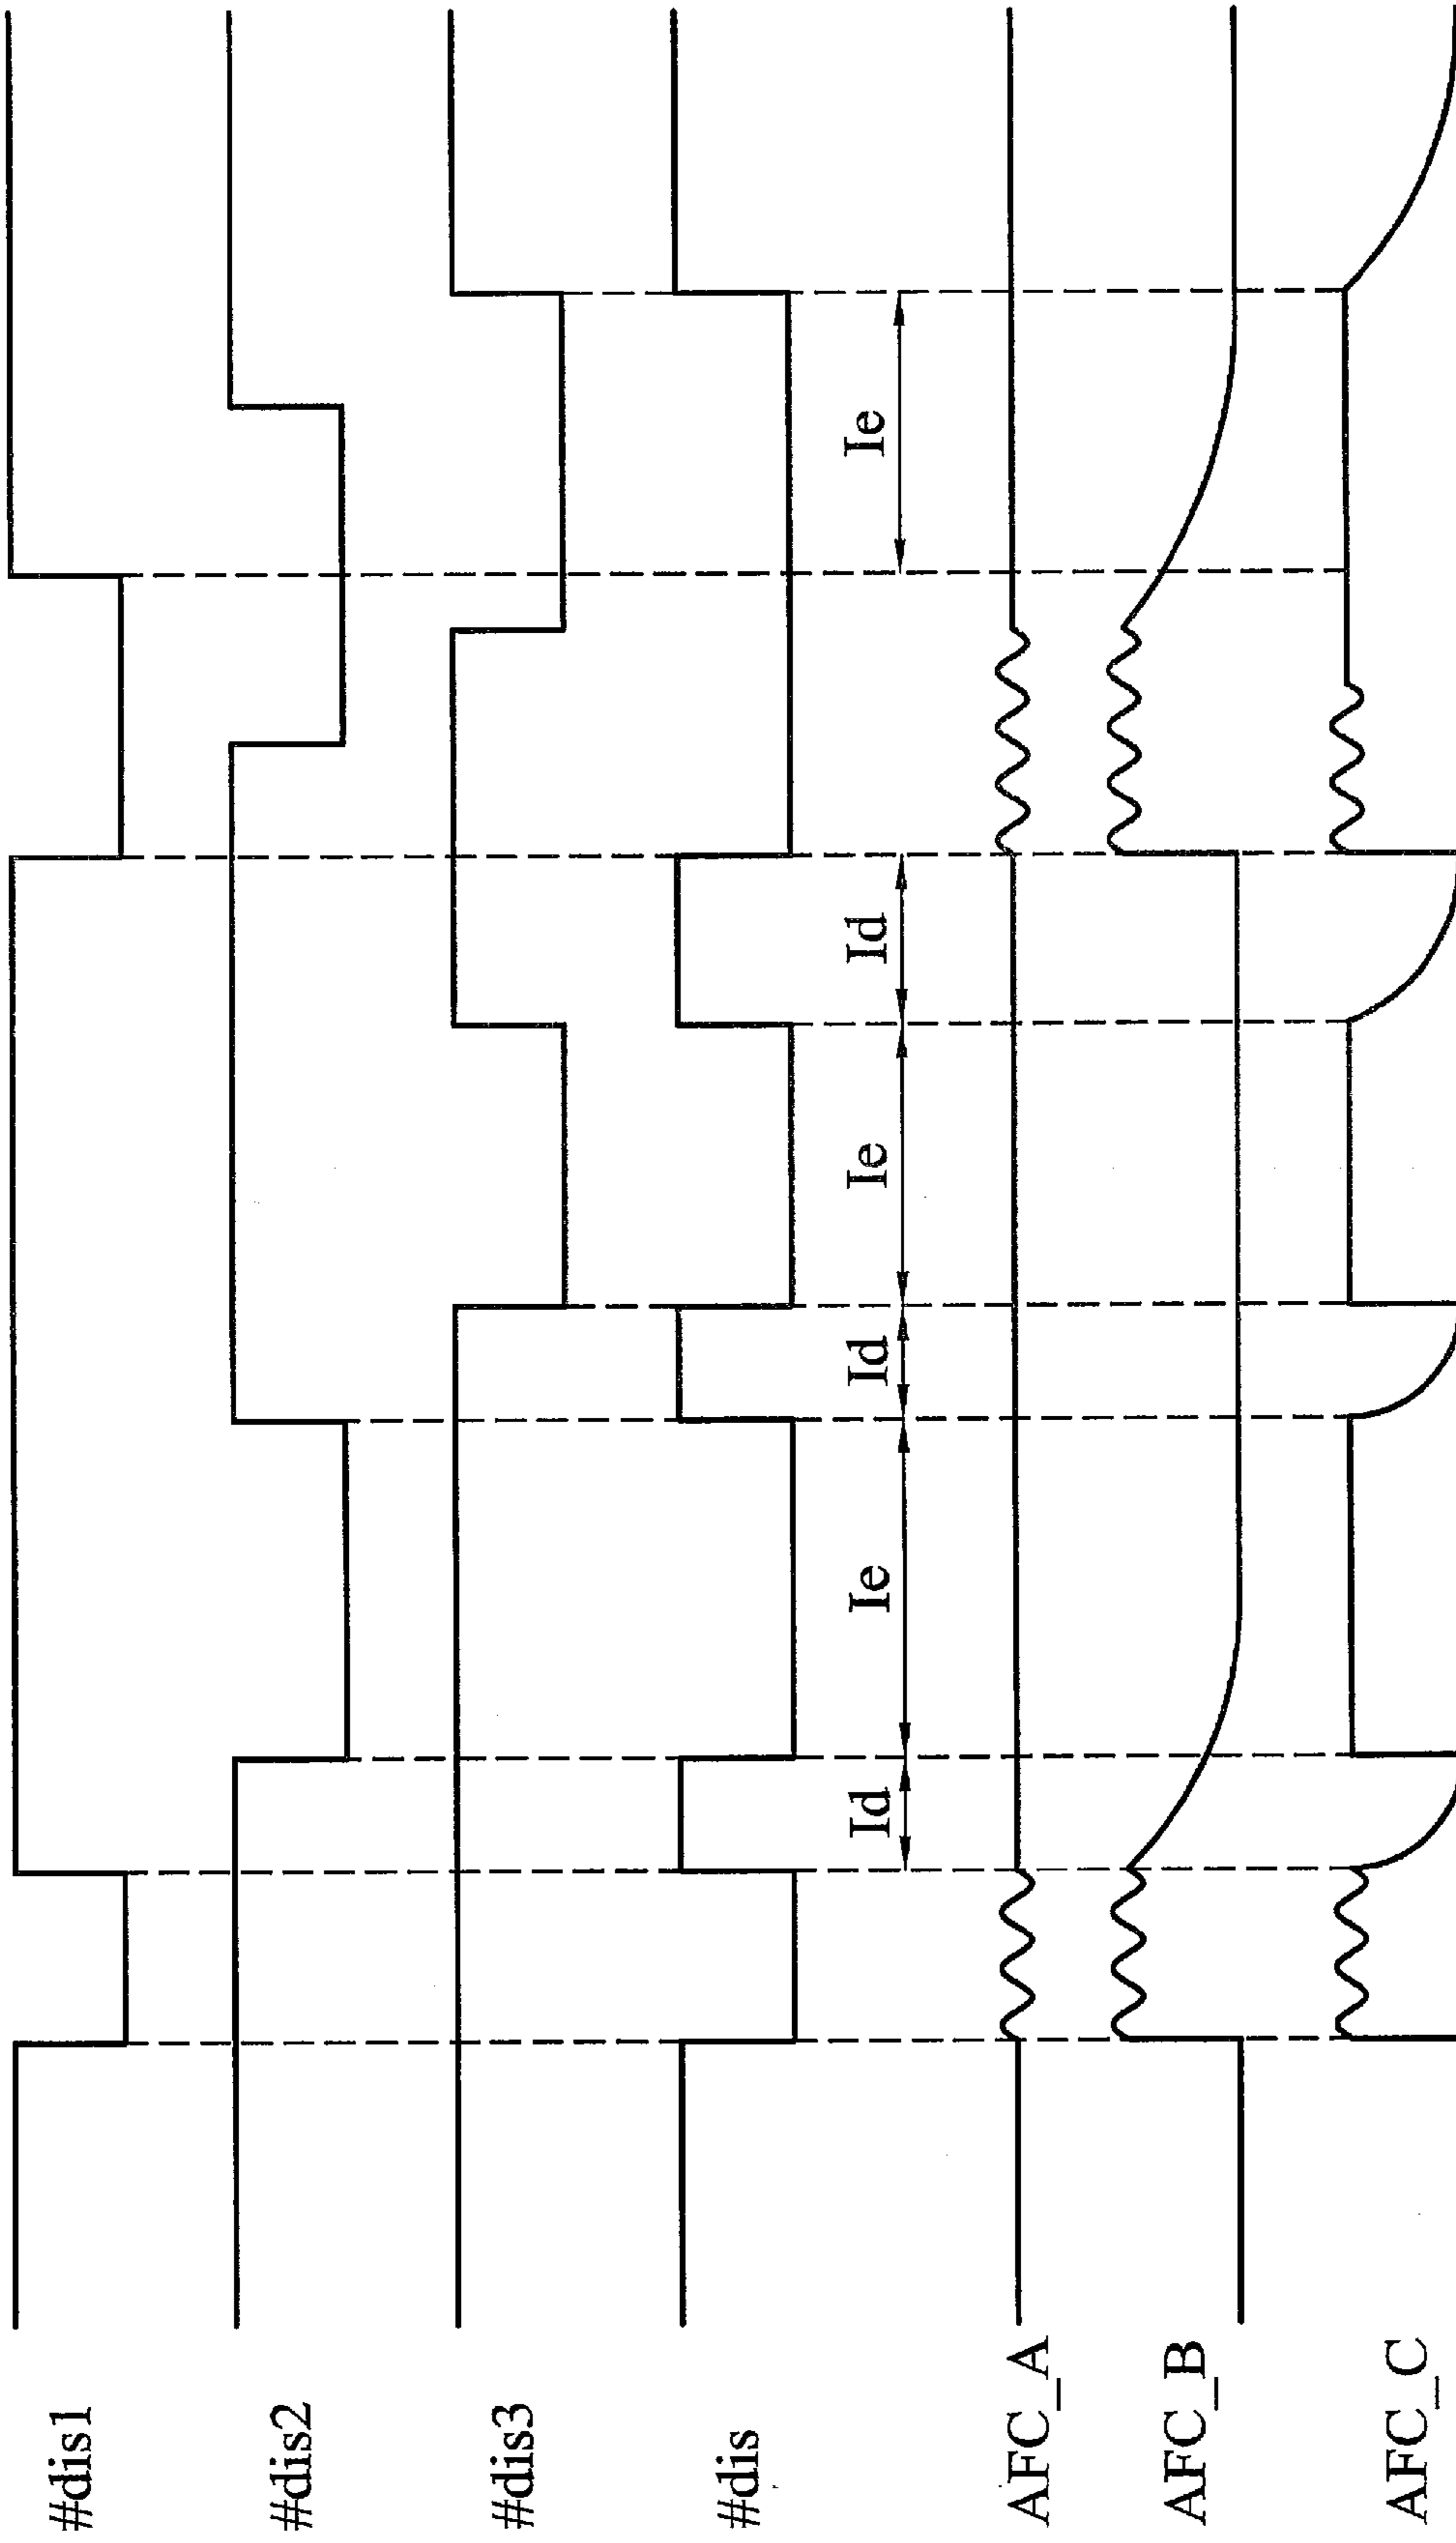 #dis1
#dis2
#dis3
#dis
Id
Ie
Id
Ie
Id
Ie
AFC_A
AFC_B
AFC_C